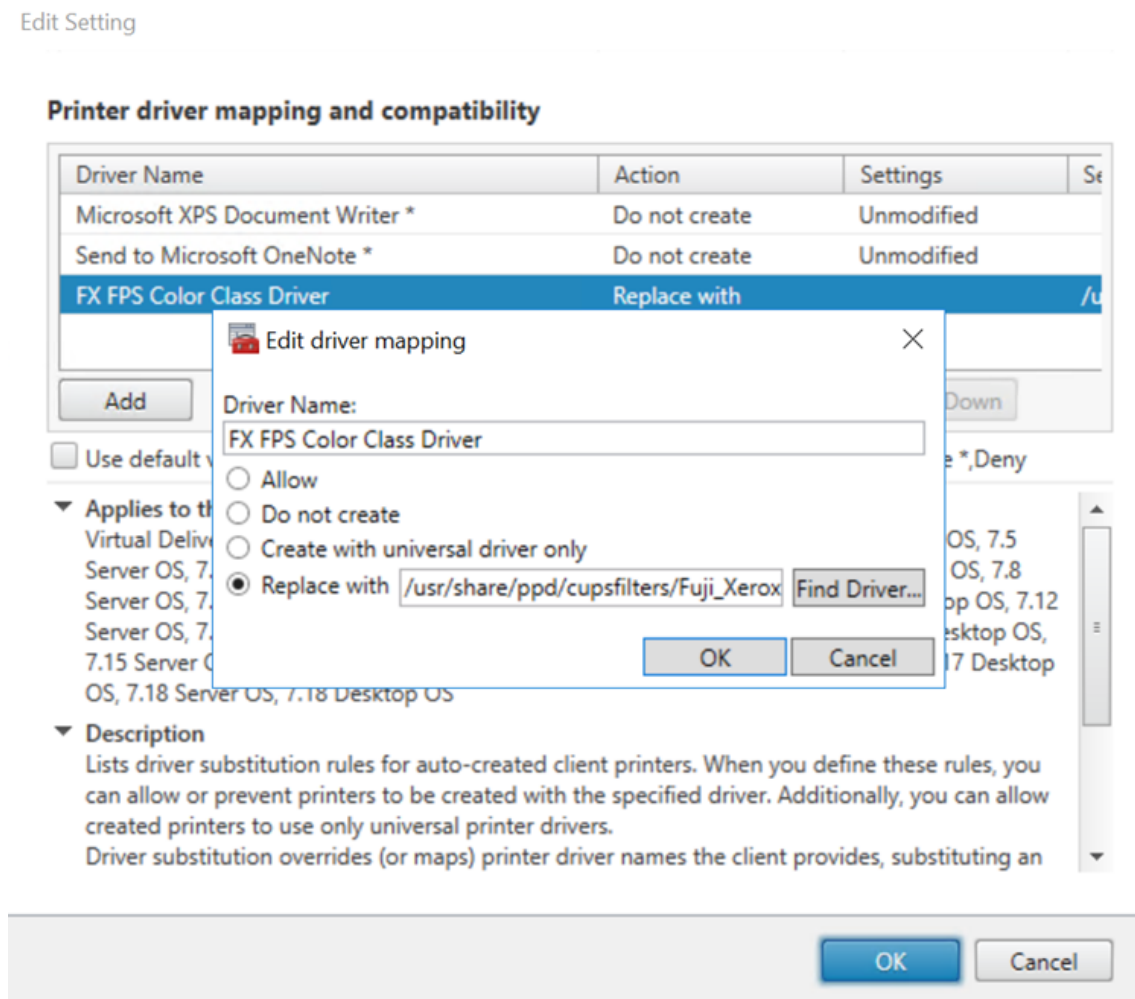 Edit Setting
Printer driver mapping and compatibility
Driver Name Action Settings
Microsoft XPS Document Writer * Do not create Unmodified
Send to Microsoft OneNote * Do not create Unmodified
FX FPS Color Class Driver Replace with /u
Edit driver mapping
Add Down
Driver Name:
FX FPS Color Class Driver
Use default *,Deny
Allow
Applies to
Do not create
Virtual OS, 7.5
Create with universal driver only
Server OS, 7. OS, 7.8
Replace with /usr/share/ppd/cupsfilters/Fuji_Xerox Find Driver...
Server OS, 7. OS, 7.12
Server OS, 7. OS,
OK Cancel
7.15 Server 17 Desktop
OS, 7.18 Server OS, 7.18 Desktop OS
Description
Lists driver substitution rules for auto-created client printers. When you define these rules, you
can allow or prevent printers to be created with the specified driver. Additionally, you can allow
created printers to use only universal printer drivers.
Driver substitution overrides (or maps) printer driver names the client provides, substituting an
OK Cancel